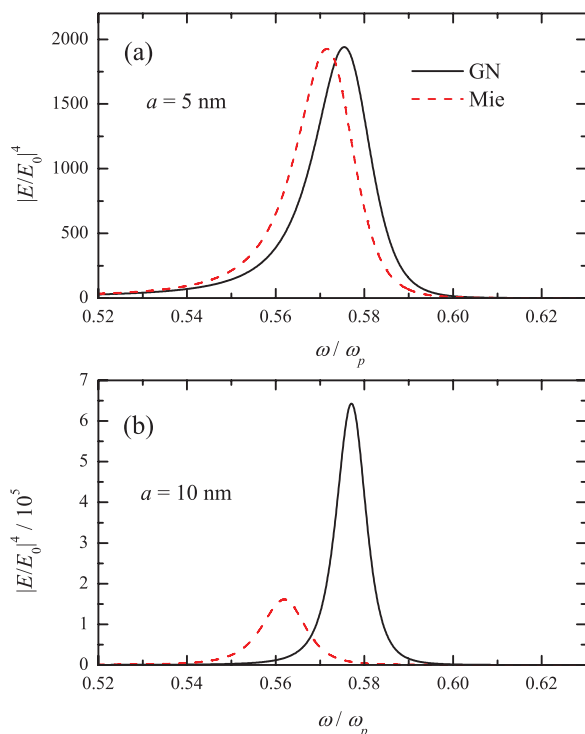 (a)
a = 5 nm
GN
Mie
|E/E₀|⁴
2000
1500
1000
500
0
0.52 0.54 0.56 0.58 0.60 0.62
ω / ωₚ
(b)
a = 10 nm
|E/E₀|⁴ / 10⁵
7
6
5
4
3
2
1
0
0.52 0.54 0.56 0.58 0.60 0.62
ω / ωₚ